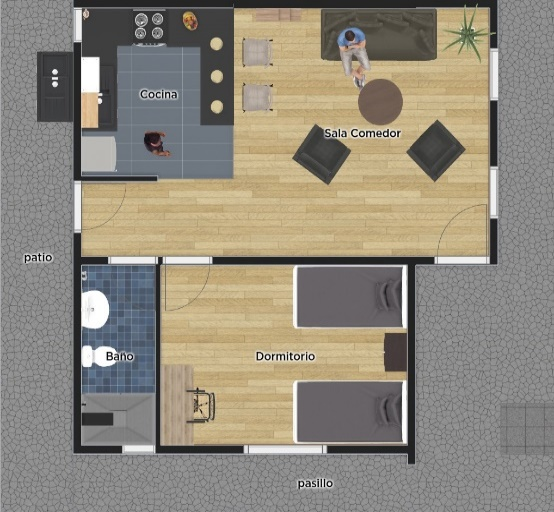 Cocina
Sala Comedor
patio
Baño
Dormitorio
pasillo